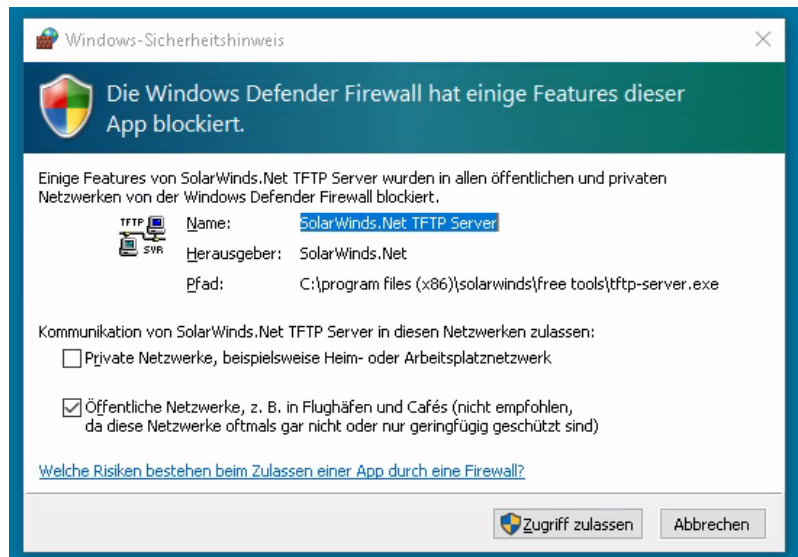 Windows-Sicherheitshinweis
Die Windows Defender Firewall hat einige Features dieser
App blockiert.
Einige Features von SolarWinds.Net TFTP Server wurden in allen öffentlichen und privaten
Netzwerken von der Windows Defender Firewall blockiert.
TFTP
SVR
Name: SolarWinds.Net TFTP Server
Herausgeber: SolarWinds.Net
Pfad: C:\program files (x86)\solarwinds\free tools\tftp-server.exe
Kommunikation von SolarWinds.Net TFTP Server in diesen Netzwerken zulassen:
Private Netzwerke, beispielsweise Heim- oder Arbeitsplatznetzwerk
Öffentliche Netzwerke, z. B. in Flughäfen und Cafés (nicht empfohlen,
da diese Netzwerke oftmals gar nicht oder nur geringfügig geschützt sind)
Welche Risiken bestehen beim Zulassen einer App durch eine Firewall?
Zugriff zulassen Abbrechen